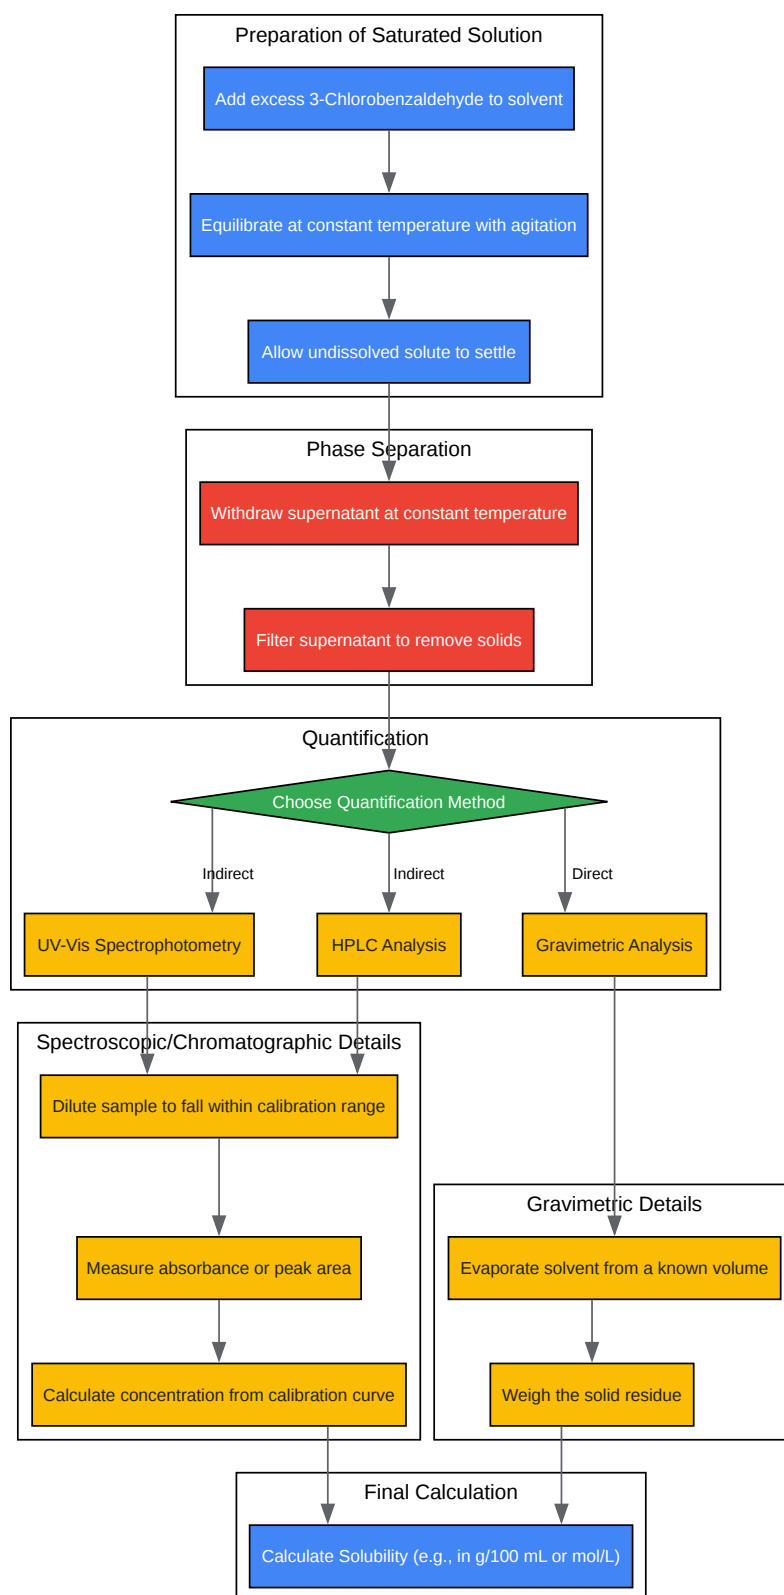 Preparation of Saturated Solution
Add excess 3-Chlorobenzaldehyde to solvent
Equilibrate at constant temperature with agitation
Allow undissolved solute to settle
Phase Separation
Withdraw supernatant at constant temperature
Filter supernatant to remove solids
Quantification
Choose Quantification Method
Indirect
Indirect
Direct
UV-Vis Spectrophotometry
HPLC Analysis
Gravimetric Analysis
Spectroscopic/Chromatographic Details
Dilute sample to fall within calibration range
Measure absorbance or peak area
Calculate concentration from calibration curve
Gravimetric Details
Evaporate solvent from a known volume
Weigh the solid residue
Final Calculation
Calculate Solubility (e.g., in g/100 mL or mol/L)